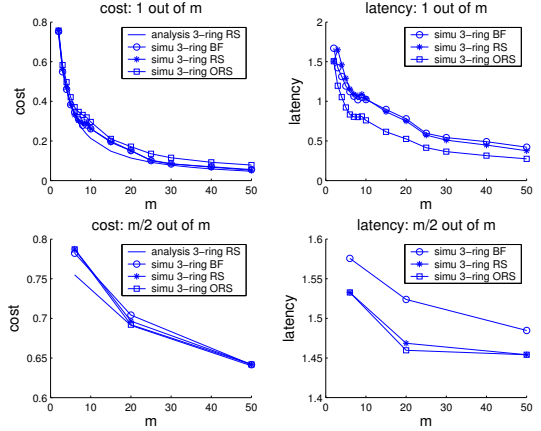 cost: 1 out of m
0.8
0.6
0.4
0.2
0
0
10
20
30
40
50
cost
m
analysis 3-ring RS
simu 3-ring BF
simu 3-ring RS
simu 3-ring ORS
latency: 1 out of m
2
1.5
1
0.5
0
0
10
20
30
40
50
latency
m
simu 3-ring BF
simu 3-ring RS
simu 3-ring ORS
cost: m/2 out of m
0.8
0.75
0.7
0.65
0.6
0
10
20
30
40
50
cost
m
analysis 3-ring RS
simu 3-ring BF
simu 3-ring RS
simu 3-ring ORS
latency: m/2 out of m
1.6
1.55
1.5
1.45
1.4
0
10
20
30
40
50
latency
m
simu 3-ring BF
simu 3-ring RS
simu 3-ring ORS